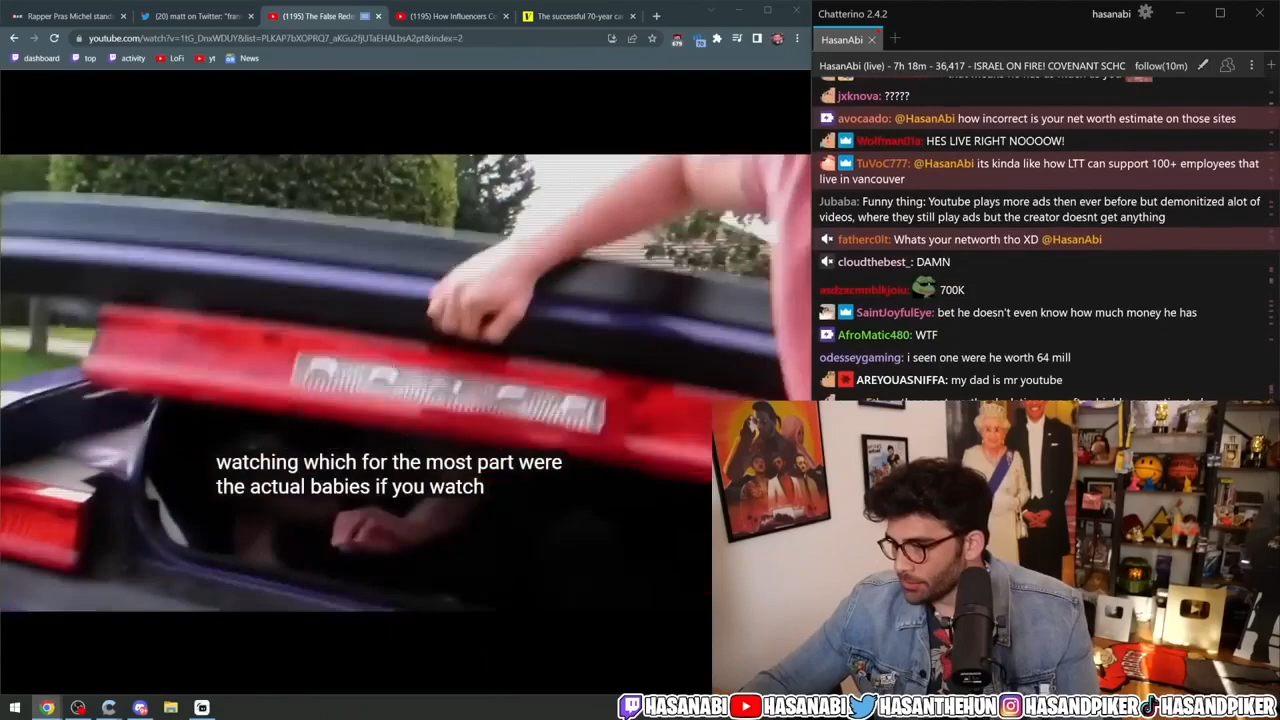 Rapper Pras Michel stands
(20) matt on Twitter: "fran
(1195) The False Rede
(1195) How Influencers Co
The successful 70-year ca
youtube.com/watch?v=1tG_DnxWDUY&list=PLKAP7bXOPRQ7_aKGu2fjUTaEHALbsA2pt&index=2
dashboard
top
activity
LoFi
yt
News
watching which for the most part were
the actual babies if you watch
Chatterino 2.4.2
hasanabi
HasanAbi
HasanAbi (live) - 7h 18m - 36,417 - ISRAEL ON FIRE! COVENANT SCHC
follow(10m)
jxknova: ?????
avocaado: @HasanAbi how incorrect is your net worth estimate on those sites
HES LIVE RIGHT NOOOOW!
TuVoC777: @HasanAbi its kinda like how LTT can support 100+ employees that
live in vancouver
Jubaba: Funny thing: Youtube plays more ads then ever before but demonitized alot of
videos, where they still play ads but the creator doesnt get anything
fatherc0lt: Whats your networth tho XD @HasanAbi
cloudthebest_: DAMN
700K
SaintJoyfulEye: bet he doesn't even know how much money he has
AfroMatic480: WTF
odesseygaming: i seen one were he worth 64 mill
AREYOUASNIFFA: my dad is mr youtube
HASANABI
HASANABI
HASANTHEHUN
HASANDPIKER
HASANDPIKER